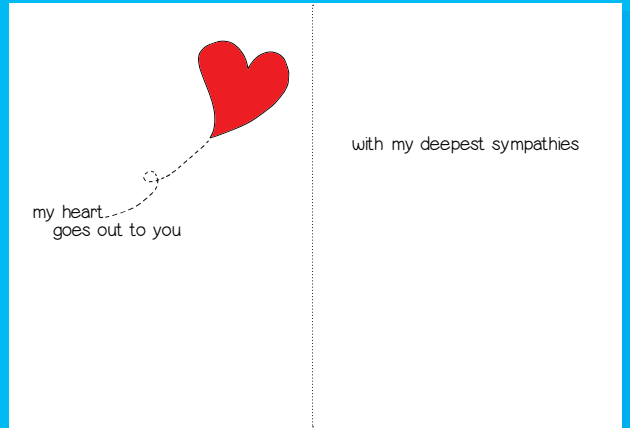 my heart
goes out to you
with my deepest sympathies